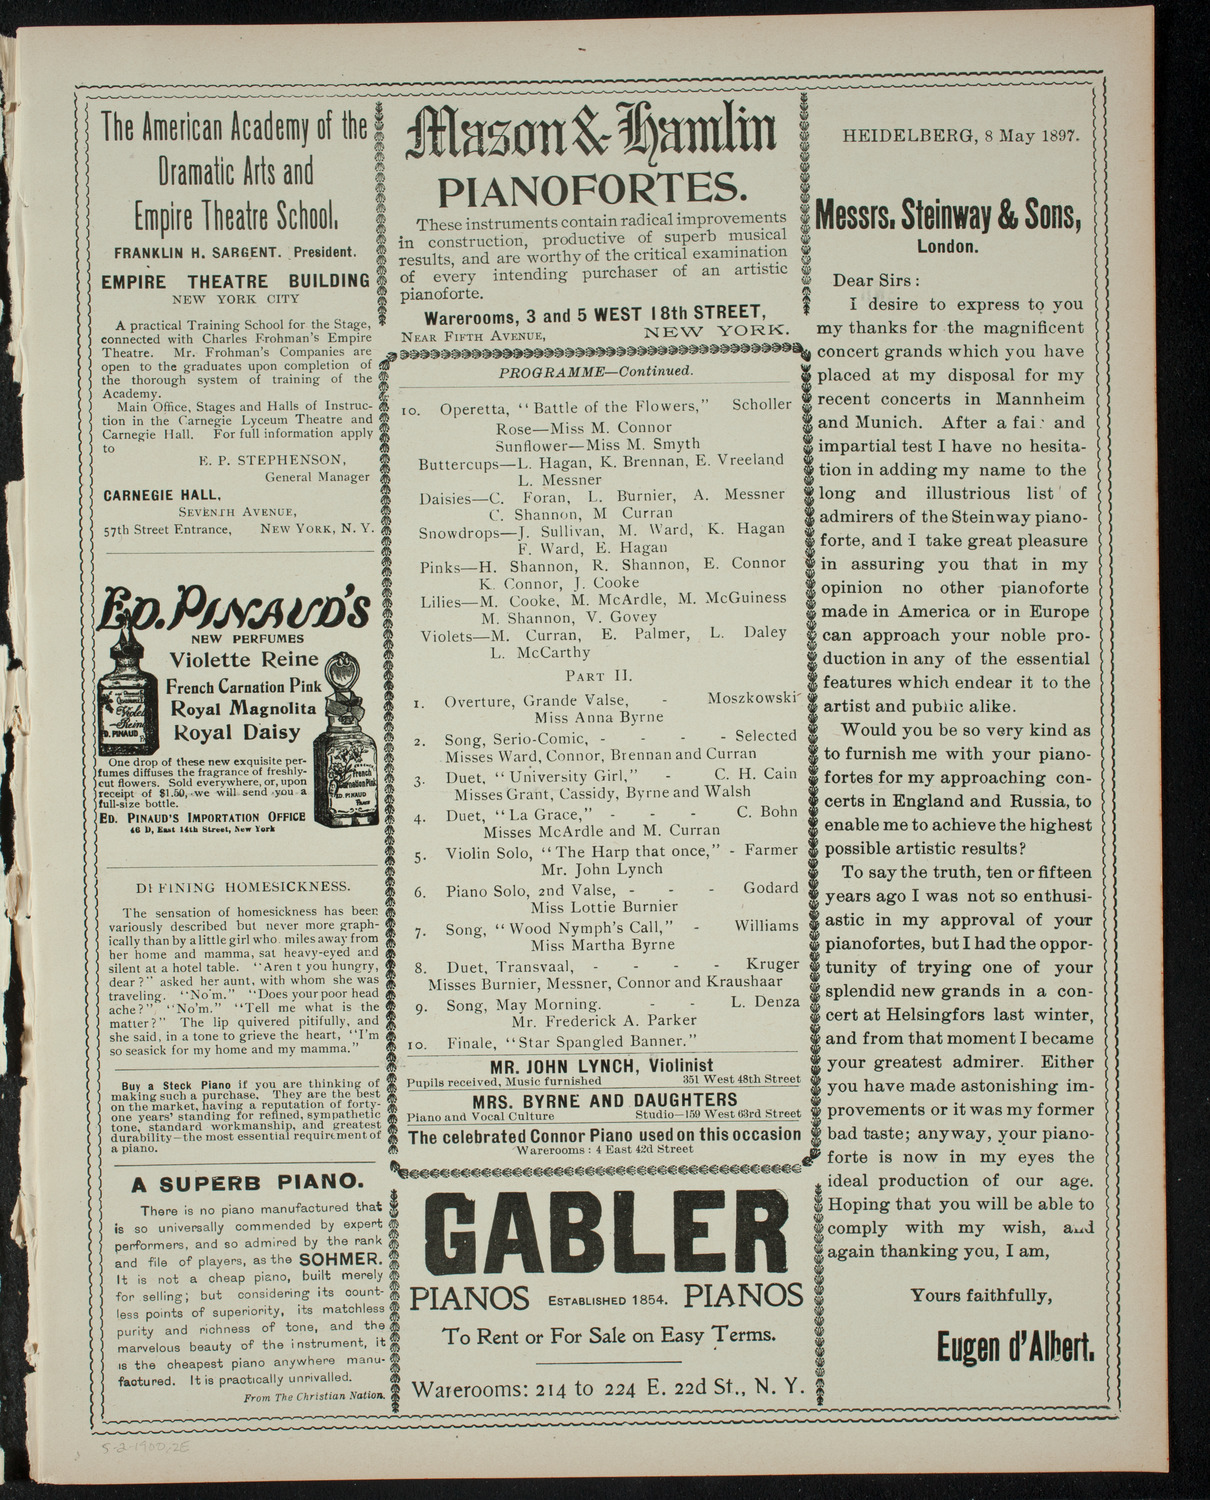 The American Academy of the
Dramatic Arts and
Empire Theatre School,
FRANKLIN H. SARGENT. President.
EMPIRE THEATRE BUILDING
NEW YORK CITY
A practical Training School for the Stage,
connected with Charles Frohman's Empire
Theatre. Mr. Frohman's Companies are
open to the graduates upon completion of
the thorough system of training of the
Academy.
Main Office, Stages and Halls of Instruc-
tion in the Carnegie Lyceum Theatre and
Carnegie Hall. For full information apply
to
E. P. STEPHENSON,
General Manager
CARNEGIE HALL,
SEVENTH AVENUE,
57th Street Entrance, NEW YORK, N. Y.
ED. PINAUD'S
NEW PERFUMES
Violette Reine
French Carnation Pink
Royal Magnolita
Royal Daisy
Violet
Reine
ED. PINAUD
French
Carnation Pink
ED. PINAUD
PARIS
One drop of these new exquisite per-
fumes diffuses the fragrance of freshly-
cut flowers. Sold everywhere, or, upon
receipt of $1.50, we will send you a
full-size bottle.
ED. PINAUD'S IMPORTATION OFFICE
46 D, East 14th Street, New York
DEFINING HOMESICKNESS.
The sensation of homesickness has been
variously described but never more graph-
ically than by a little girl who miles away from
her home and mamma, sat heavy-eyed and
silent at a hotel table. "Aren t you hungry,
dear?" asked her aunt, with whom she was
traveling. "No'm." "Does your poor head
ache?" "No'm." "Tell me what is the
matter?" The lip quivered pitifully, and
she said, in a tone to grieve the heart, "I'm
so seasick for my home and my mamma."
Buy a Steck Piano if you are thinking of
making such a purchase. They are the best
on the market, having a reputation of forty-
one years' standing for refined, sympathetic
tone, standard workmanship, and greatest
durability—the most essential requirement of
a piano.
A SUPERB PIANO.
There is no piano manufactured that
is so universally commended by expert
performers, and so admired by the rank
and file of players, as the SOHMER.
It is not a cheap piano, built merely
for selling; but considering its count-
less points of superiority, its matchless
purity and richness of tone, and the
marvelous beauty of the instrument, it
is the cheapest piano anywhere manu-
factured. It is practically unrivalled.
From The Christian Nation.
Mason & Hamlin
PIANOFORTES.
These instruments contain radical improvements
in construction, productive of superb musical
results, and are worthy of the critical examination
of every intending purchaser of an artistic
pianoforte.
Warerooms, 3 and 5 WEST 18th STREET,
NEAR FIFTH AVENUE, NEW YORK.
PROGRAMME—Continued.
10. Operetta, "Battle of the Flowers," Scholler
Rose—Miss M. Connor
Sunflower—Miss M. Smyth
Buttercups—L. Hagan, K. Brennan, E. Vreeland
L. Messner
Daisies—C. Foran, L. Burnier, A. Messner
C. Shannon, M Curran
Snowdrops—J. Sullivan, M. Ward, K. Hagan
F. Ward, E. Hagan
Pinks—H. Shannon, R. Shannon, E. Connor
K. Connor, J. Cooke
Lilies—M. Cooke, M. McArdle, M. McGuiness
M. Shannon, V. Govey
Violets—M. Curran, E. Palmer, L. Daley
L. McCarthy
PART II.
1. Overture, Grande Valse, - Moszkowski
Miss Anna Byrne
2. Song, Serio-Comic, - - - - Selected
Misses Ward, Connor, Brennan and Curran
3. Duet, "University Girl," - C. H. Cain
Misses Grant, Cassidy, Byrne and Walsh
4. Duet, "La Grace," - - - C. Bohn
Misses McArdle and M. Curran
5. Violin Solo, "The Harp that once," - Farmer
Mr. John Lynch
6. Piano Solo, 2nd Valse, - - - Godard
Miss Lottie Burnier
7. Song, "Wood Nymph's Call," - Williams
Miss Martha Byrne
8. Duet, Transvaal, - - - - Kruger
Misses Burnier, Messner, Connor and Kraushaar
9. Song, May Morning. - - L. Denza
Mr. Frederick A. Parker
10. Finale, "Star Spangled Banner."
MR. JOHN LYNCH, Violinist
Pupils received, Music furnished 351 West 48th Street
MRS. BYRNE AND DAUGHTERS
Piano and Vocal Culture Studio—159 West 63rd Street
The celebrated Connor Piano used on this occasion
Warerooms: 4 East 42d Street
GABLER
PIANOS ESTABLISHED 1854. PIANOS
To Rent or For Sale on Easy Terms.
Warerooms: 214 to 224 E. 22d St., N. Y.
HEIDELBERG, 8 May 1897.
Messrs. Steinway & Sons,
London.
Dear Sirs:
I desire to express to you
my thanks for the magnificent
concert grands which you have
placed at my disposal for my
recent concerts in Mannheim
and Munich. After a fair and
impartial test I have no hesita-
tion in adding my name to the
long and illustrious list of
admirers of the Steinway piano-
forte, and I take great pleasure
in assuring you that in my
opinion no other pianoforte
made in America or in Europe
can approach your noble pro-
duction in any of the essential
features which endear it to the
artist and public alike.
Would you be so very kind as
to furnish me with your piano-
fortes for my approaching con-
certs in England and Russia, to
enable me to achieve the highest
possible artistic results?
To say the truth, ten or fifteen
years ago I was not so enthusi-
astic in my approval of your
pianofortes, but I had the oppor-
tunity of trying one of your
splendid new grands in a con-
cert at Helsingfors last winter,
and from that moment I became
your greatest admirer. Either
you have made astonishing im-
provements or it was my former
bad taste; anyway, your piano-
forte is now in my eyes the
ideal production of our age.
Hoping that you will be able to
comply with my wish, and
again thanking you, I am,
Yours faithfully,
Eugen d'Albert.
5-2-1900, 2E